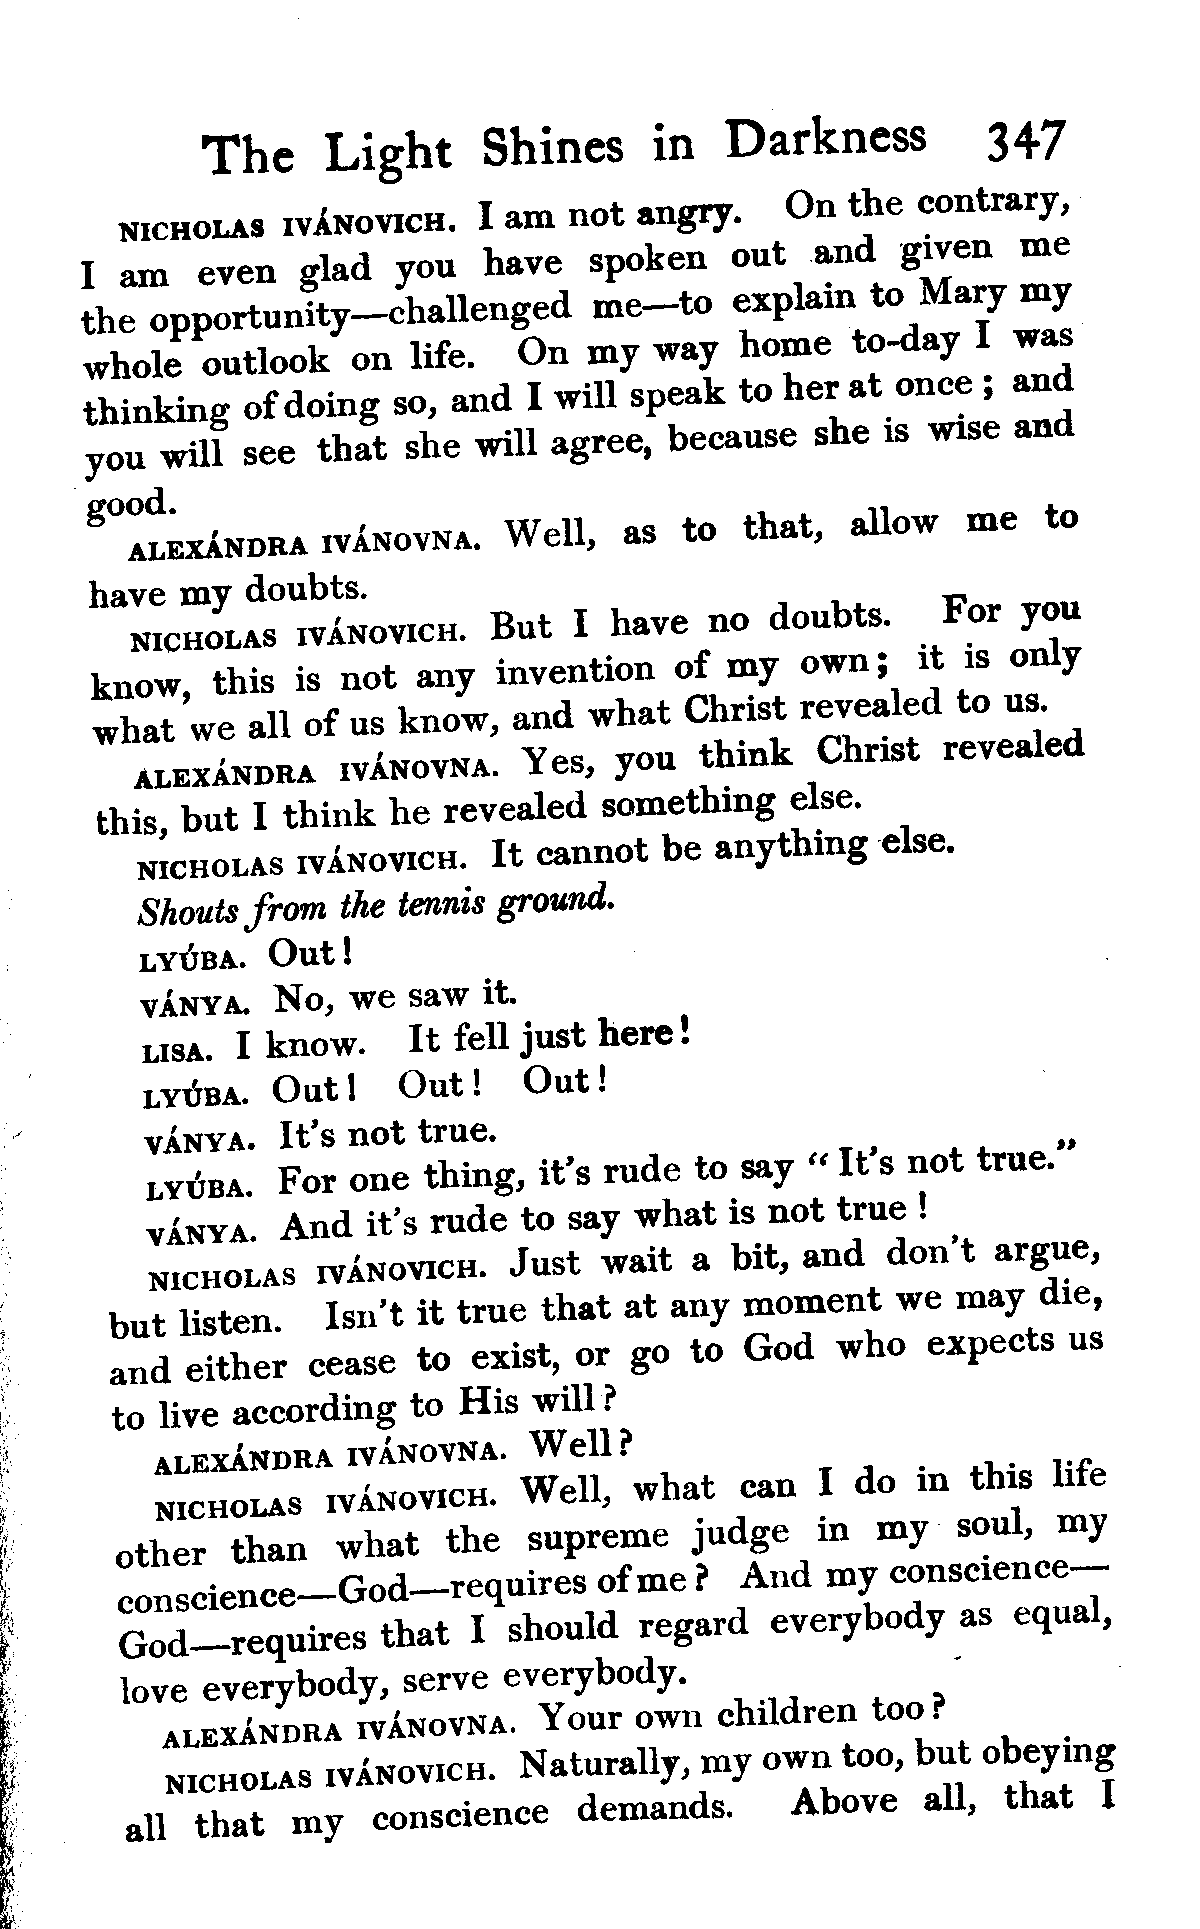 The Light Shines in Darkness 347
NICHOLAS IVÁNOVICH. I am not angry. On the contrary,
I am even glad you have spoken out and given me
the opportunity—challenged me—to explain to Mary my
whole outlook on life. On my way home to-day I was
thinking of doing so, and I will speak to her at once; and
you will see that she will agree, because she is wise and
good.
ALEXÁNDRA IVÁNOVNA. Well, as to that, allow me to
have my doubts.
NICHOLAS IVÁNOVICH. But I have no doubts. For you
know, this is not any invention of my own; it is only
what we all of us know, and what Christ revealed to us.
ALEXÁNDRA IVÁNOVNA. Yes, you think Christ revealed
this, but I think he revealed something else.
NICHOLAS IVÁNOVICH. It cannot be anything else.
Shouts from the tennis ground.
LYÚBA. Out!
VÁNYA. No, we saw it.
LISA. I know. It fell just here!
LYÚBA. Out! Out! Out!
VÁNYA. It's not true.
LYÚBA. For one thing, it's rude to say "It's not true."
VÁNYA. And it's rude to say what is not true!
NICHOLAS IVÁNOVICH. Just wait a bit, and don't argue,
but listen. Isn't it true that at any moment we may die,
and either cease to exist, or go to God who expects us
to live according to His will?
ALEXÁNDRA IVÁNOVNA. Well?
NICHOLAS IVÁNOVICH. Well, what can I do in this life
other than what the supreme judge in my soul, my
conscience—God—requires of me? And my conscience—
God—requires that I should regard everybody as equal,
love everybody, serve everybody.
ALEXÁNDRA IVÁNOVNA. Your own children too?
NICHOLAS IVÁNOVICH. Naturally, my own too, but obeying
all that my conscience demands. Above all, that I